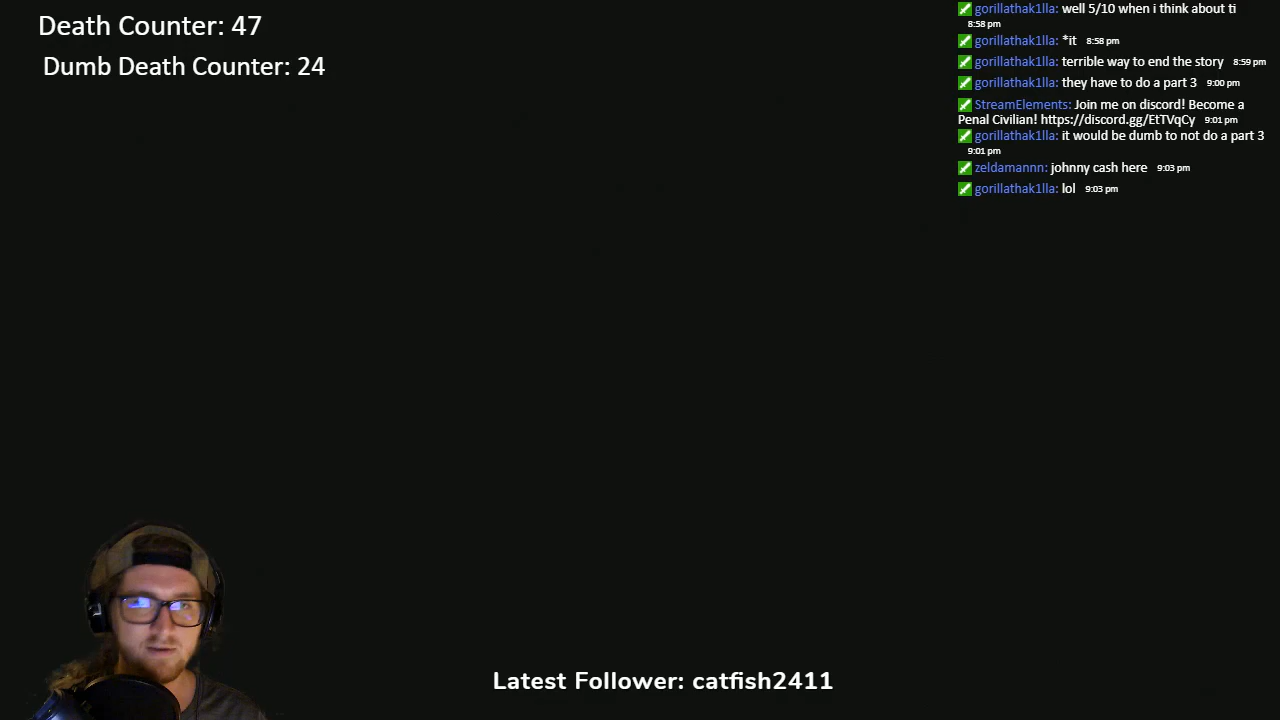 Death Counter: 47
Dumb Death Counter: 24
gorillathak1lla: well 5/10 when i think about ti
8:58 pm
gorillathak1lla: *it 8:58 pm
gorillathak1lla: terrible way to end the story 8:59 pm
gorillathak1lla: they have to do a part 3 9:00 pm
StreamElements: Join me on discord! Become a
Penal Civilian! https://discord.gg/EtTVqCy 9:01 pm
gorillathak1lla: it would be dumb to not do a part 3
9:01 pm
zeldamannn: johnny cash here 9:03 pm
gorillathak1lla: lol 9:03 pm
Latest Follower: catfish2411